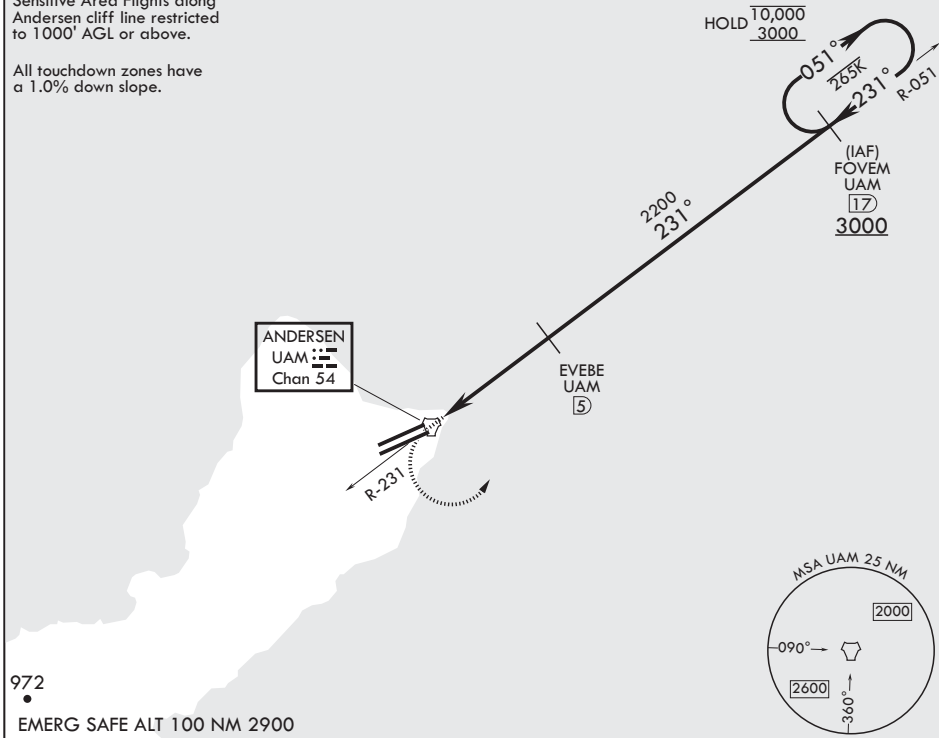 Sensitive Area Flights along
Andersen cliff line restricted
to 1000' AGL or above.
All touchdown zones have
a 1.0% down slope.
HOLD 10,000
3000
051°
265K
231°
R-051
(IAF)
FOVEM
UAM
17
3000
2200
231°
ANDERSEN
UAM
Chan 54
EVEBE
UAM
5
R-231
MSA UAM 25 NM
2000
090°
2600
360°
972
EMERG SAFE ALT 100 NM 2900